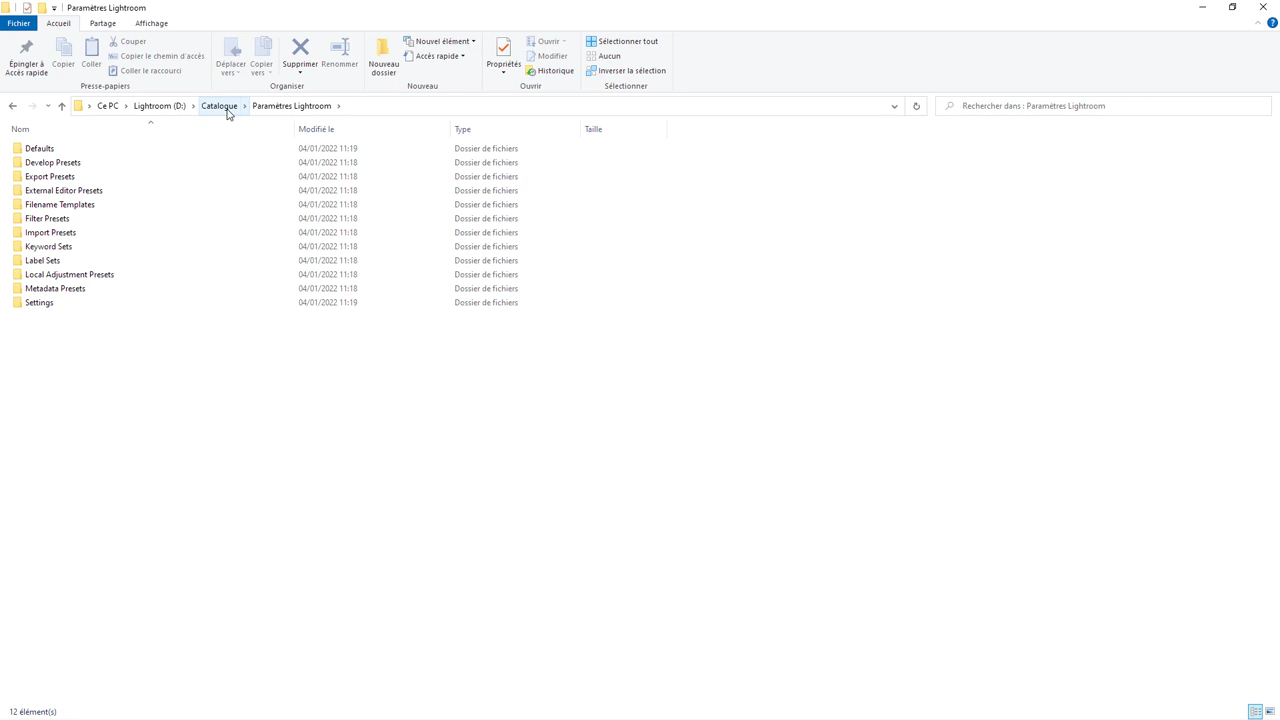 Paramètres Lightroom
Fichier Accueil Partage Affichage
Épingler à Accès rapide
Copier
Coller
Couper
Copier le chemin d'accès
Coller le raccourci
Presse-papiers
Déplacer vers
Copier vers
Supprimer
Renommer
Organiser
Nouveau dossier
Nouvel élément
Accès rapide
Nouveau
Propriétés
Ouvrir
Modifier
Historique
Ouvrir
Sélectionner tout
Aucun
Inverser la sélection
Sélectionner
Ce PC > Lightroom (D:) > Catalogue > Paramètres Lightroom >
Rechercher dans : Paramètres Lightroom
Nom Modifié le Type Taille
Defaults 04/01/2022 11:19 Dossier de fichiers
Develop Presets 04/01/2022 11:18 Dossier de fichiers
Export Presets 04/01/2022 11:18 Dossier de fichiers
External Editor Presets 04/01/2022 11:18 Dossier de fichiers
Filename Templates 04/01/2022 11:18 Dossier de fichiers
Filter Presets 04/01/2022 11:18 Dossier de fichiers
Import Presets 04/01/2022 11:18 Dossier de fichiers
Keyword Sets 04/01/2022 11:18 Dossier de fichiers
Label Sets 04/01/2022 11:18 Dossier de fichiers
Local Adjustment Presets 04/01/2022 11:18 Dossier de fichiers
Metadata Presets 04/01/2022 11:18 Dossier de fichiers
Settings 04/01/2022 11:19 Dossier de fichiers
12 élément(s)